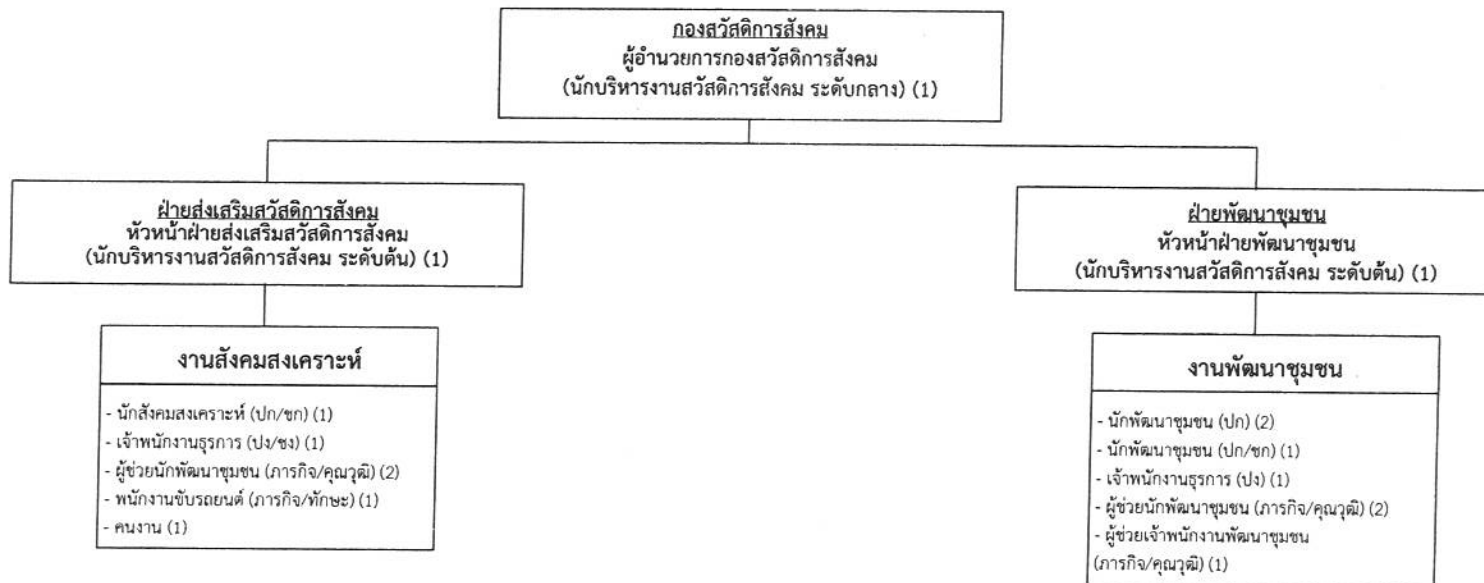 กองสวัสดิการสังคม
ผู้อำนวยการกองสวัสดิการสังคม
(นักบริหารงานสวัสดิการสังคม ระดับกลาง) (1)
ฝ่ายส่งเสริมสวัสดิการสังคม
หัวหน้าฝ่ายส่งเสริมสวัสดิการสังคม
(นักบริหารงานสวัสดิการสังคม ระดับต้น) (1)
งานสังคมสงเคราะห์
- นักสังคมสงเคราะห์ (ปก/ชก) (1)
- เจ้าพนักงานธุรการ (ปง/ชง) (1)
- ผู้ช่วยนักพัฒนาชุมชน (ภารกิจ/คุณวุฒิ) (2)
- พนักงานขับรถยนต์ (ภารกิจ/ทักษะ) (1)
- คนงาน (1)
ฝ่ายพัฒนาชุมชน
หัวหน้าฝ่ายพัฒนาชุมชน
(นักบริหารงานสวัสดิการสังคม ระดับต้น) (1)
งานพัฒนาชุมชน
- นักพัฒนาชุมชน (ปก) (2)
- นักพัฒนาชุมชน (ปก/ชก) (1)
- เจ้าพนักงานธุรการ (ปง) (1)
- ผู้ช่วยนักพัฒนาชุมชน (ภารกิจ/คุณวุฒิ) (2)
- ผู้ช่วยเจ้าพนักงานพัฒนาชุมชน
(ภารกิจ/คุณวุฒิ) (1)